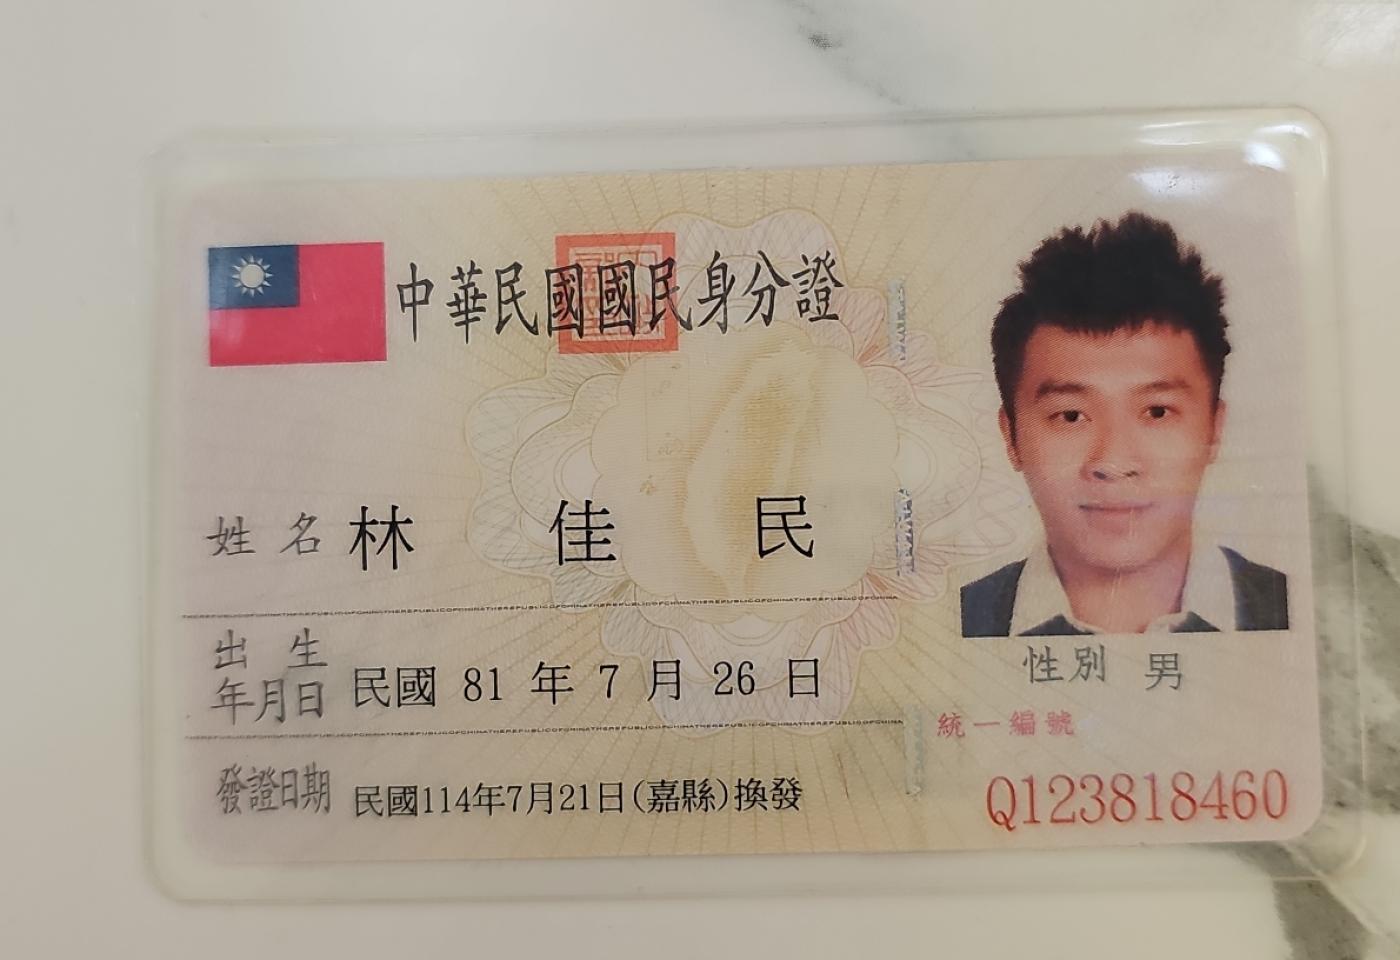 中華民國國民身分證
姓名 林佳民
出生年月日 民國 81 年 7 月 26 日
性別 男
統一編號
發證日期 民國114年7月21日(嘉縣)換發
Q123818460